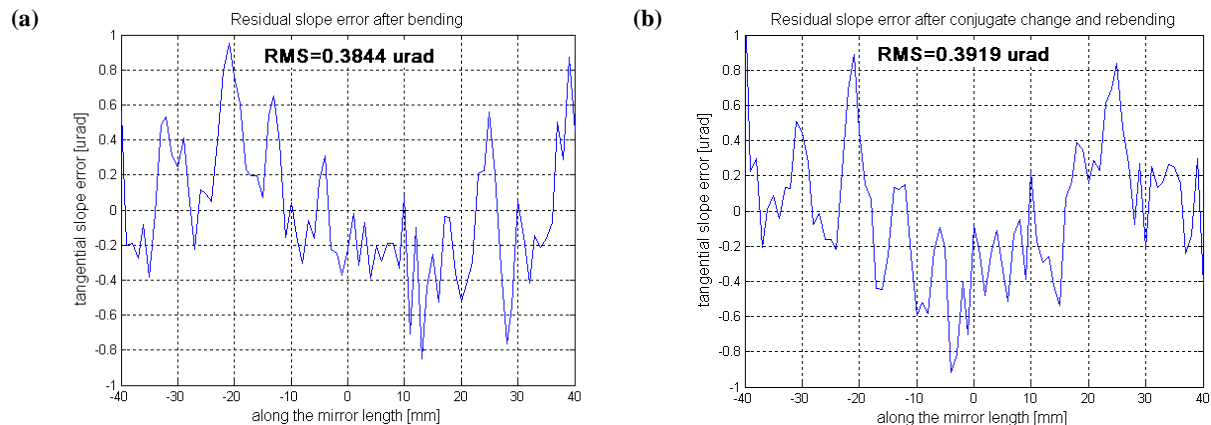 (a)
Residual slope error after bending
RMS=0.3844 urad
tangential slope error [urad]
1
0.8
0.6
0.4
0.2
0
-0.2
-0.4
-0.6
-0.8
-1
-40 -30 -20 -10 0 10 20 30 40
along the mirror length [mm]
(b)
Residual slope error after conjugate change and rebending
RMS=0.3919 urad
tangential slope error [urad]
1
0.8
0.6
0.4
0.2
0
-0.2
-0.4
-0.6
-0.8
-1
-40 -30 -20 -10 0 10 20 30 40
along the mirror length [mm]